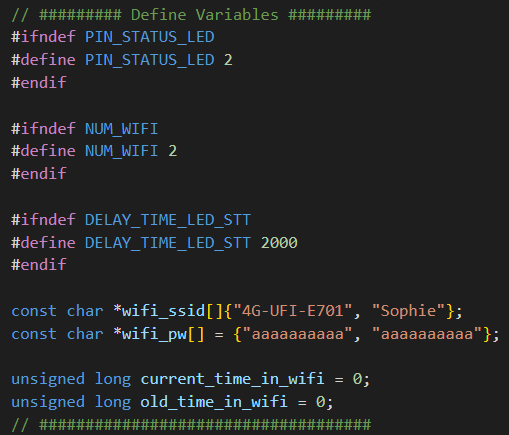 // ######### Define Variables #########
#ifndef PIN_STATUS_LED
#define PIN_STATUS_LED 2
#endif
#ifndef NUM_WIFI
#define NUM_WIFI 2
#endif
#ifndef DELAY_TIME_LED_STT
#define DELAY_TIME_LED_STT 2000
#endif
const char *wifi_ssid[]{"4G-UFI-E701", "Sophie"};
const char *wifi_pw[] = {"aaaaaaaaaa", "aaaaaaaaaa"};
unsigned long current_time_in_wifi = 0;
unsigned long old_time_in_wifi = 0;
// ####################################